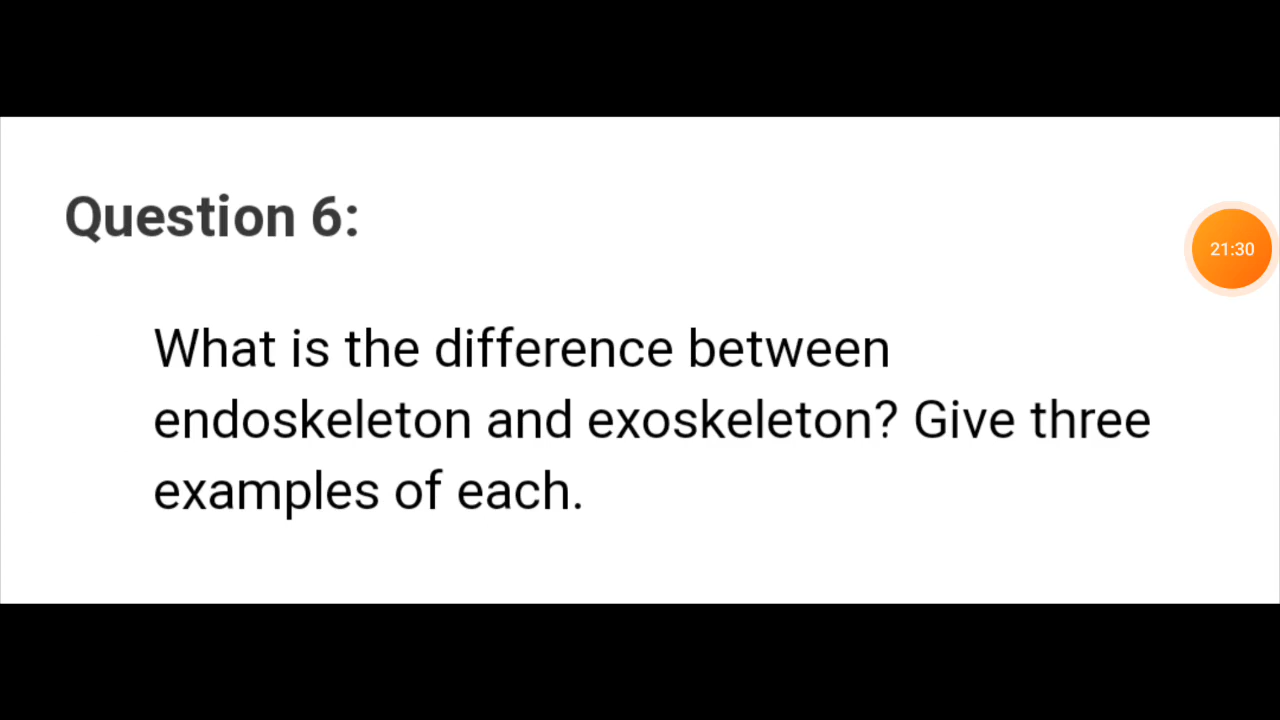 Question 6:
21:30
What is the difference between
endoskeleton and exoskeleton? Give three
examples of each.